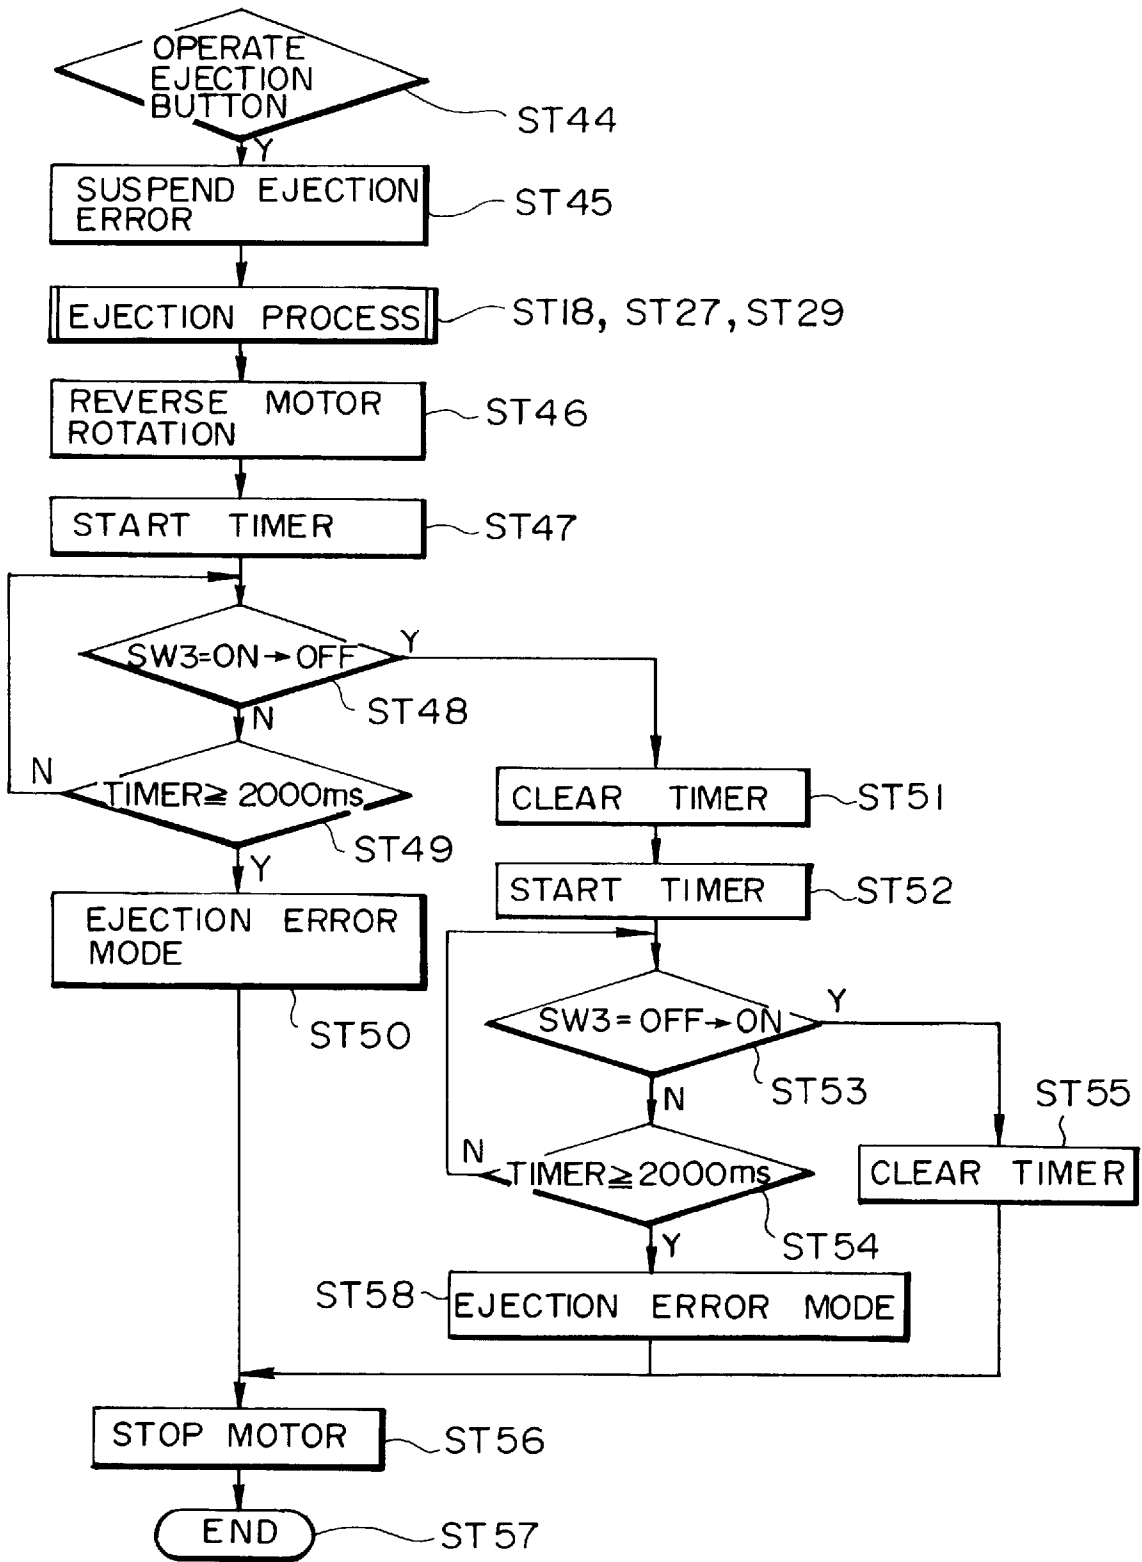 OPERATE
EJECTION
BUTTON
ST44
Y
SUSPEND EJECTION
ERROR
ST45
EJECTION PROCESS
ST18, ST27, ST29
REVERSE MOTOR
ROTATION
ST46
START TIMER
ST47
SW3=ON→OFF
Y
ST48
N
TIMER≧2000ms
N
ST49
Y
EJECTION ERROR
MODE
ST50
CLEAR TIMER
ST51
START TIMER
ST52
SW3=OFF→ON
Y
ST53
N
TIMER≧2000ms
N
ST54
Y
ST55
CLEAR TIMER
ST58
EJECTION ERROR MODE
STOP MOTOR
ST56
END
ST57